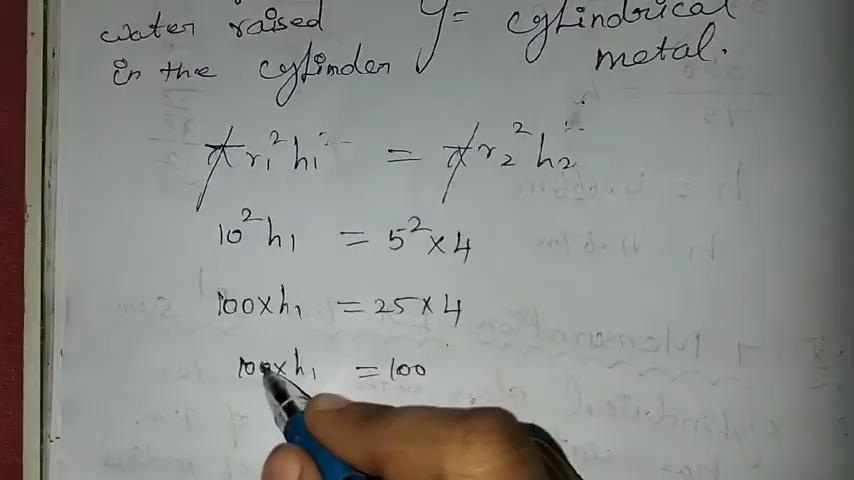 water raised } = cylindrical
in the cylinder metal.
πr₁²h₁ = πr₂²h₂
10²h₁ = 5²×4
100×h₁ = 25×4
100×h₁ = 100